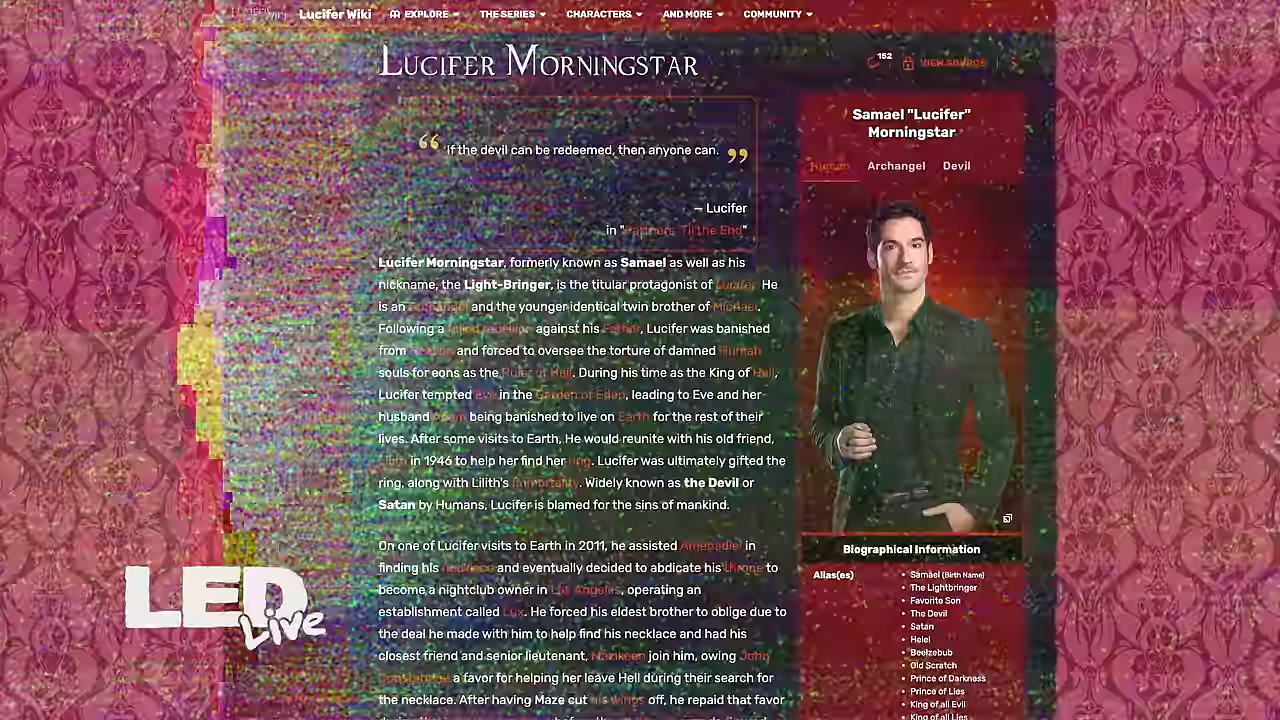 Lucifer Wiki EXPLORE THE SERIES CHARACTERS AND MORE COMMUNITY
LUCIFER MORNINGSTAR
152
VIEW SOURCE
“ If the devil can be redeemed, then anyone can. ”
— Lucifer
in "Partners 'Til the End"
Lucifer Morningstar, formerly known as Samael as well as his
nickname, the Light-Bringer, is the titular protagonist of Lucifer. He
is an Archangel and the younger identical twin brother of Michael.
Following a failed rebellion against his Father, Lucifer was banished
from Heaven and forced to oversee the torture of damned Human
souls for eons as the Ruler of Hell. During his time as the King of Hell,
Lucifer tempted Eve in the Garden of Eden, leading to Eve and her
husband Adam being banished to live on Earth for the rest of their
lives. After some visits to Earth, He would reunite with his old friend,
Lilith in 1946 to help her find her ring. Lucifer was ultimately gifted the
ring, along with Lilith's immortality. Widely known as the Devil or
Satan by Humans, Lucifer is blamed for the sins of mankind.
On one of Lucifer visits to Earth in 2011, he assisted Amenadiel in
finding his necklace and eventually decided to abdicate his throne to
become a nightclub owner in Los Angeles, operating an
establishment called Lux. He forced his eldest brother to oblige due to
the deal he made with him to help find his necklace and had his
closest friend and senior lieutenant, Mazikeen join him, owing John
Constantine a favor for helping her leave Hell during their search for
the necklace. After having Maze cut his wings off, he repaid that favor
Samael "Lucifer"
Morningstar
Human Archangel Devil
Biographical Information
Alias(es)
• Samael (Birth Name)
• The Lightbringer
• Favorite Son
• The Devil
• Satan
• Helel
• Beelzebub
• Old Scratch
• Prince of Darkness
• Prince of Lies
• King of all Evil
• King of all Lies
LED
Live